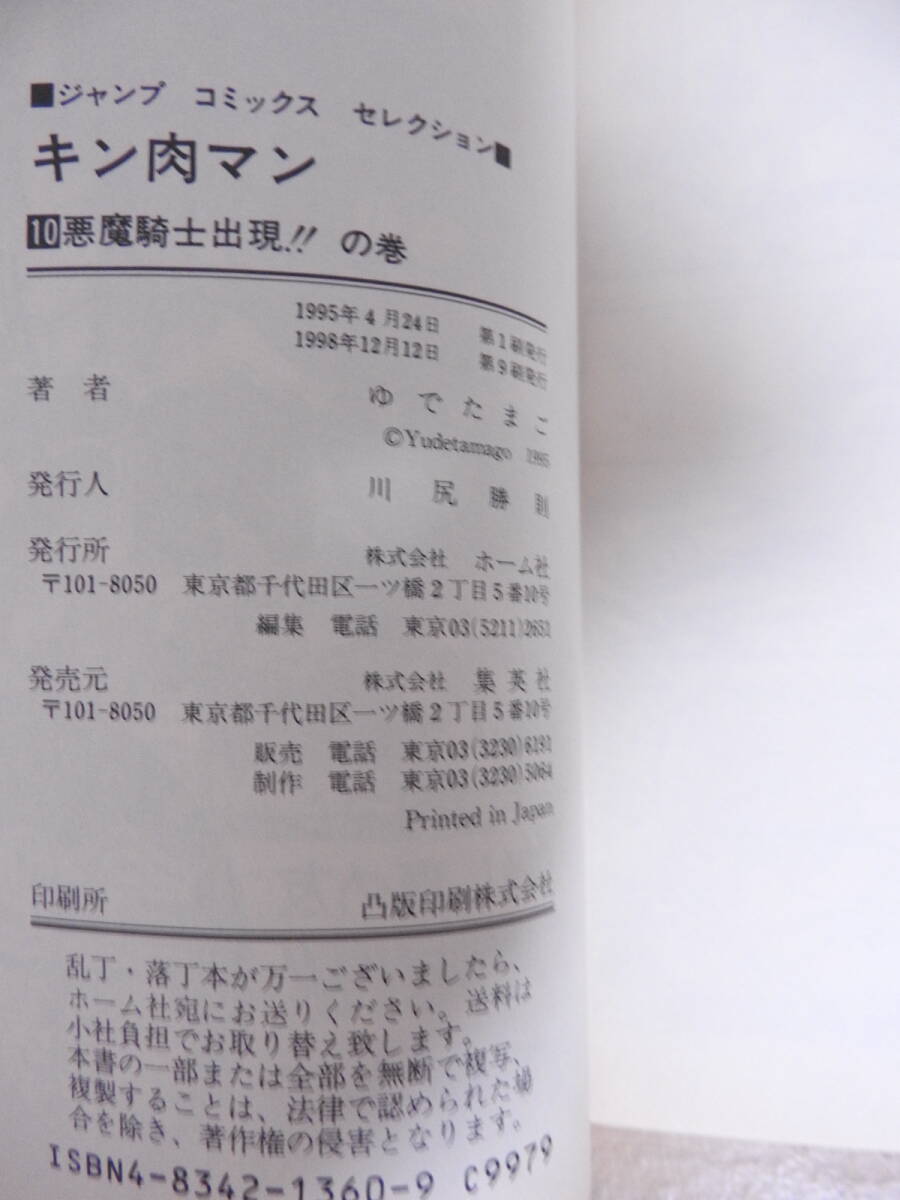 ■ジャンプ コミックス セレクション■
キン肉マン
10悪魔騎士出現!! の巻
1995年4月24日 第1刷発行
1998年12月12日 第9刷発行
著者 ゆでたまご
©Yudetamago 1995
発行人 川尻勝則
発行所 株式会社 ホーム社
〒101-8050 東京都千代田区一ツ橋2丁目5番10号
編集 電話 東京03(5211)2651
発売元 株式会社 集英社
〒101-8050 東京都千代田区一ツ橋2丁目5番10号
販売 電話 東京03(3230)6191
制作 電話 東京03(3230)5064
Printed in Japan
印刷所 凸版印刷株式会社
乱丁・落丁本が万一ございましたら、
ホーム社宛にお送りください。送料は
小社負担でお取り替え致します。
本書の一部または全部を無断で複写、
複製することは、法律で認められた場
合を除き、著作権の侵害となります。
ISBN4-8342-1360-9 C9979